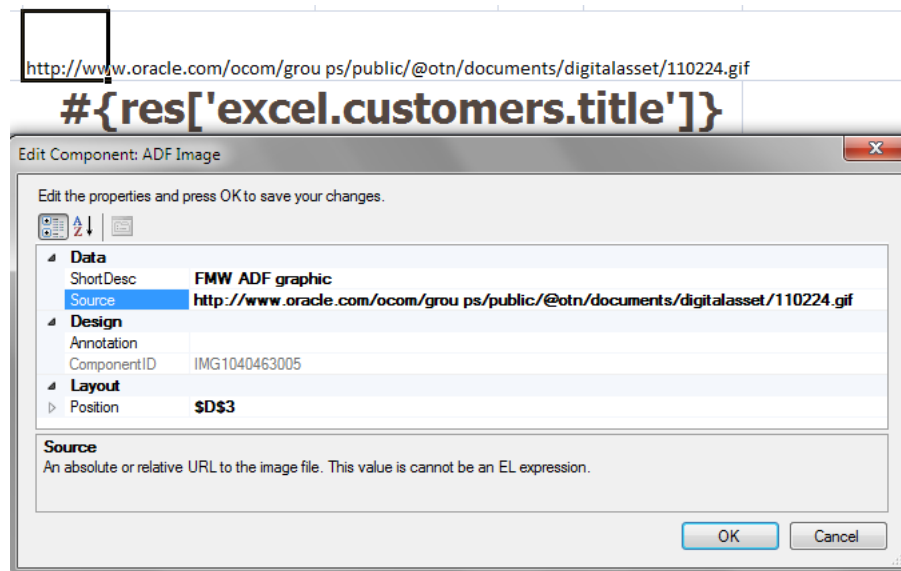 http://www.oracle.com/ocom/grou ps/public/@otn/documents/digitalasset/110224.gif
#{res['excel.customers.title']}
Edit Component: ADF Image
X
Edit the properties and press OK to save your changes.
A
Z
Data
ShortDesc FMW ADF graphic
Source http://www.oracle.com/ocom/grou ps/public/@otn/documents/digitalasset/110224.gif
Design
Annotation
ComponentID IMG1040463005
Layout
Position $D$3
Source
An absolute or relative URL to the image file. This value is cannot be an EL expression.
OK Cancel